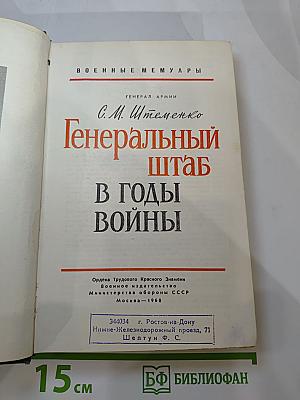 ВОЕННЫЕ МЕМУАРЫ
ГЕНЕРАЛ АРМИИ
С. М. Штеменко
Генеральный
штаб
В ГОДЫ
ВОЙНЫ
Ордена Трудового Красного Знамени
Военное издательство
Министерства обороны СССР
Москва—1968
344034 г. Ростов-на-Дону
Нижне-Железнодорожный проезд, 71
Шептун Ф. С.
15 см
БФ БИБЛИОФАН